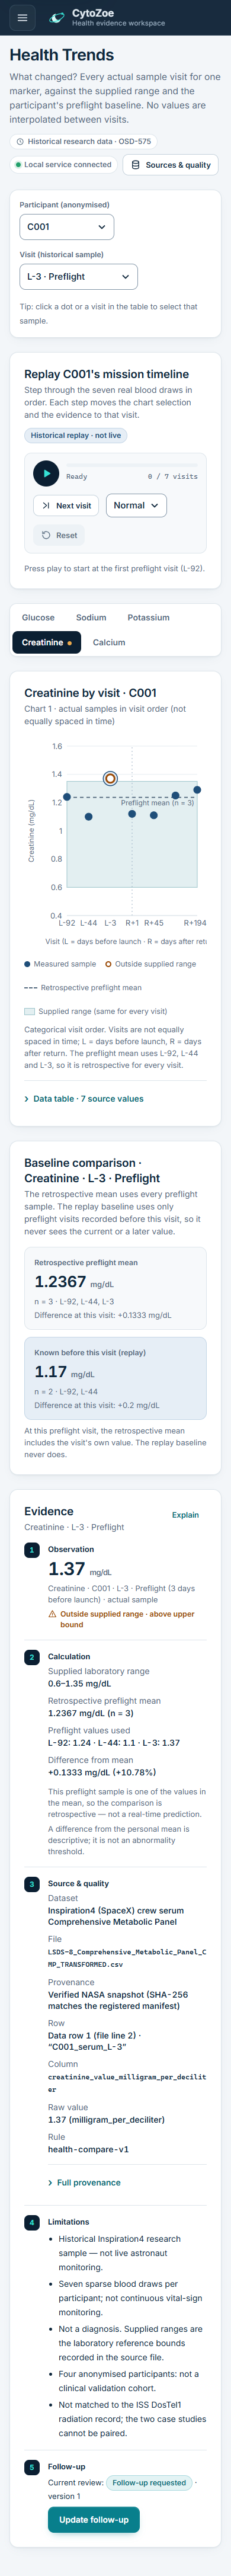 CytoZoe
Health evidence workspace
Health Trends
What changed? Every actual sample visit for one
marker, against the supplied range and the
participant's preflight baseline. No values are
interpolated between visits.
Historical research data · OSD-575
Local service connected
Sources & quality
Participant (anonymised)
C001
Visit (historical sample)
L-3 · Preflight
Tip: click a dot or a visit in the table to select that
sample.
Replay C001's mission timeline
Step through the seven real blood draws in
order. Each step moves the chart selection
and the evidence to that visit.
Historical replay · not live
Ready
0 / 7 visits
Next visit
Normal
Reset
Press play to start at the first preflight visit (L-92).
Glucose
Sodium
Potassium
Creatinine
Calcium
Creatinine by visit · C001
Chart 1 · actual samples in visit order (not
equally spaced in time)
1.6
1.4
1.2
1
0.8
0.6
0.4
Creatinine (mg/dL)
Preflight mean (n = 3)
L-92 L-44 L-3 R+1 R+45 R+194
Visit (L = days before launch · R = days after retu
Measured sample
Outside supplied range
Retrospective preflight mean
Supplied range (same for every visit)
Categorical visit order. Visits are not equally
spaced in time; L = days before launch, R = days
after return. The preflight mean uses L-92, L-44
and L-3, so it is retrospective for every visit.
Data table · 7 source values
Baseline comparison ·
Creatinine · L-3 · Preflight
The retrospective mean uses every preflight
sample. The replay baseline uses only
preflight visits recorded before this visit, so it
never sees the current or a later value.
Retrospective preflight mean
1.2367 mg/dL
n = 3 · L-92, L-44, L-3
Difference at this visit: +0.1333 mg/dL
Known before this visit (replay)
1.17 mg/dL
n = 2 · L-92, L-44
Difference at this visit: +0.2 mg/dL
At this preflight visit, the retrospective mean
includes the visit's own value. The replay baseline
never does.
Evidence
Explain
Creatinine · L-3 · Preflight
1
Observation
1.37 mg/dL
Creatinine · C001 · L-3 · Preflight (3 days
before launch) · actual sample
Outside supplied range · above upper
bound
2
Calculation
Supplied laboratory range
0.6–1.35 mg/dL
Retrospective preflight mean
1.2367 mg/dL (n = 3)
Preflight values used
L-92: 1.24 · L-44: 1.1 · L-3: 1.37
Difference from mean
+0.1333 mg/dL (+10.78%)
This preflight sample is one of the values in
the mean, so the comparison is
retrospective — not a real-time prediction.
A difference from the personal mean is
descriptive; it is not an abnormality
threshold.
3
Source & quality
Dataset
Inspiration4 (SpaceX) crew serum
Comprehensive Metabolic Panel
File
LSDS-8_Comprehensive_Metabolic_Panel_C
MP_TRANSFORMED.csv
Provenance
Verified NASA snapshot (SHA-256
matches the registered manifest)
Row
Data row 1 (file line 2) ·
“C001_serum_L-3”
Column
creatinine_value_milligram_per_decilit
er
Raw value
1.37 (milligram_per_deciliter)
Rule
health-compare-v1
Full provenance
4
Limitations
• Historical Inspiration4 research
sample — not live astronaut
monitoring.
• Seven sparse blood draws per
participant; not continuous vital-sign
monitoring.
• Not a diagnosis. Supplied ranges are
the laboratory reference bounds
recorded in the source file.
• Four anonymised participants: not a
clinical validation cohort.
• Not matched to the ISS DosTel1
radiation record; the two case studies
cannot be paired.
5
Follow-up
Current review: Follow-up requested ·
version 1
Update follow-up